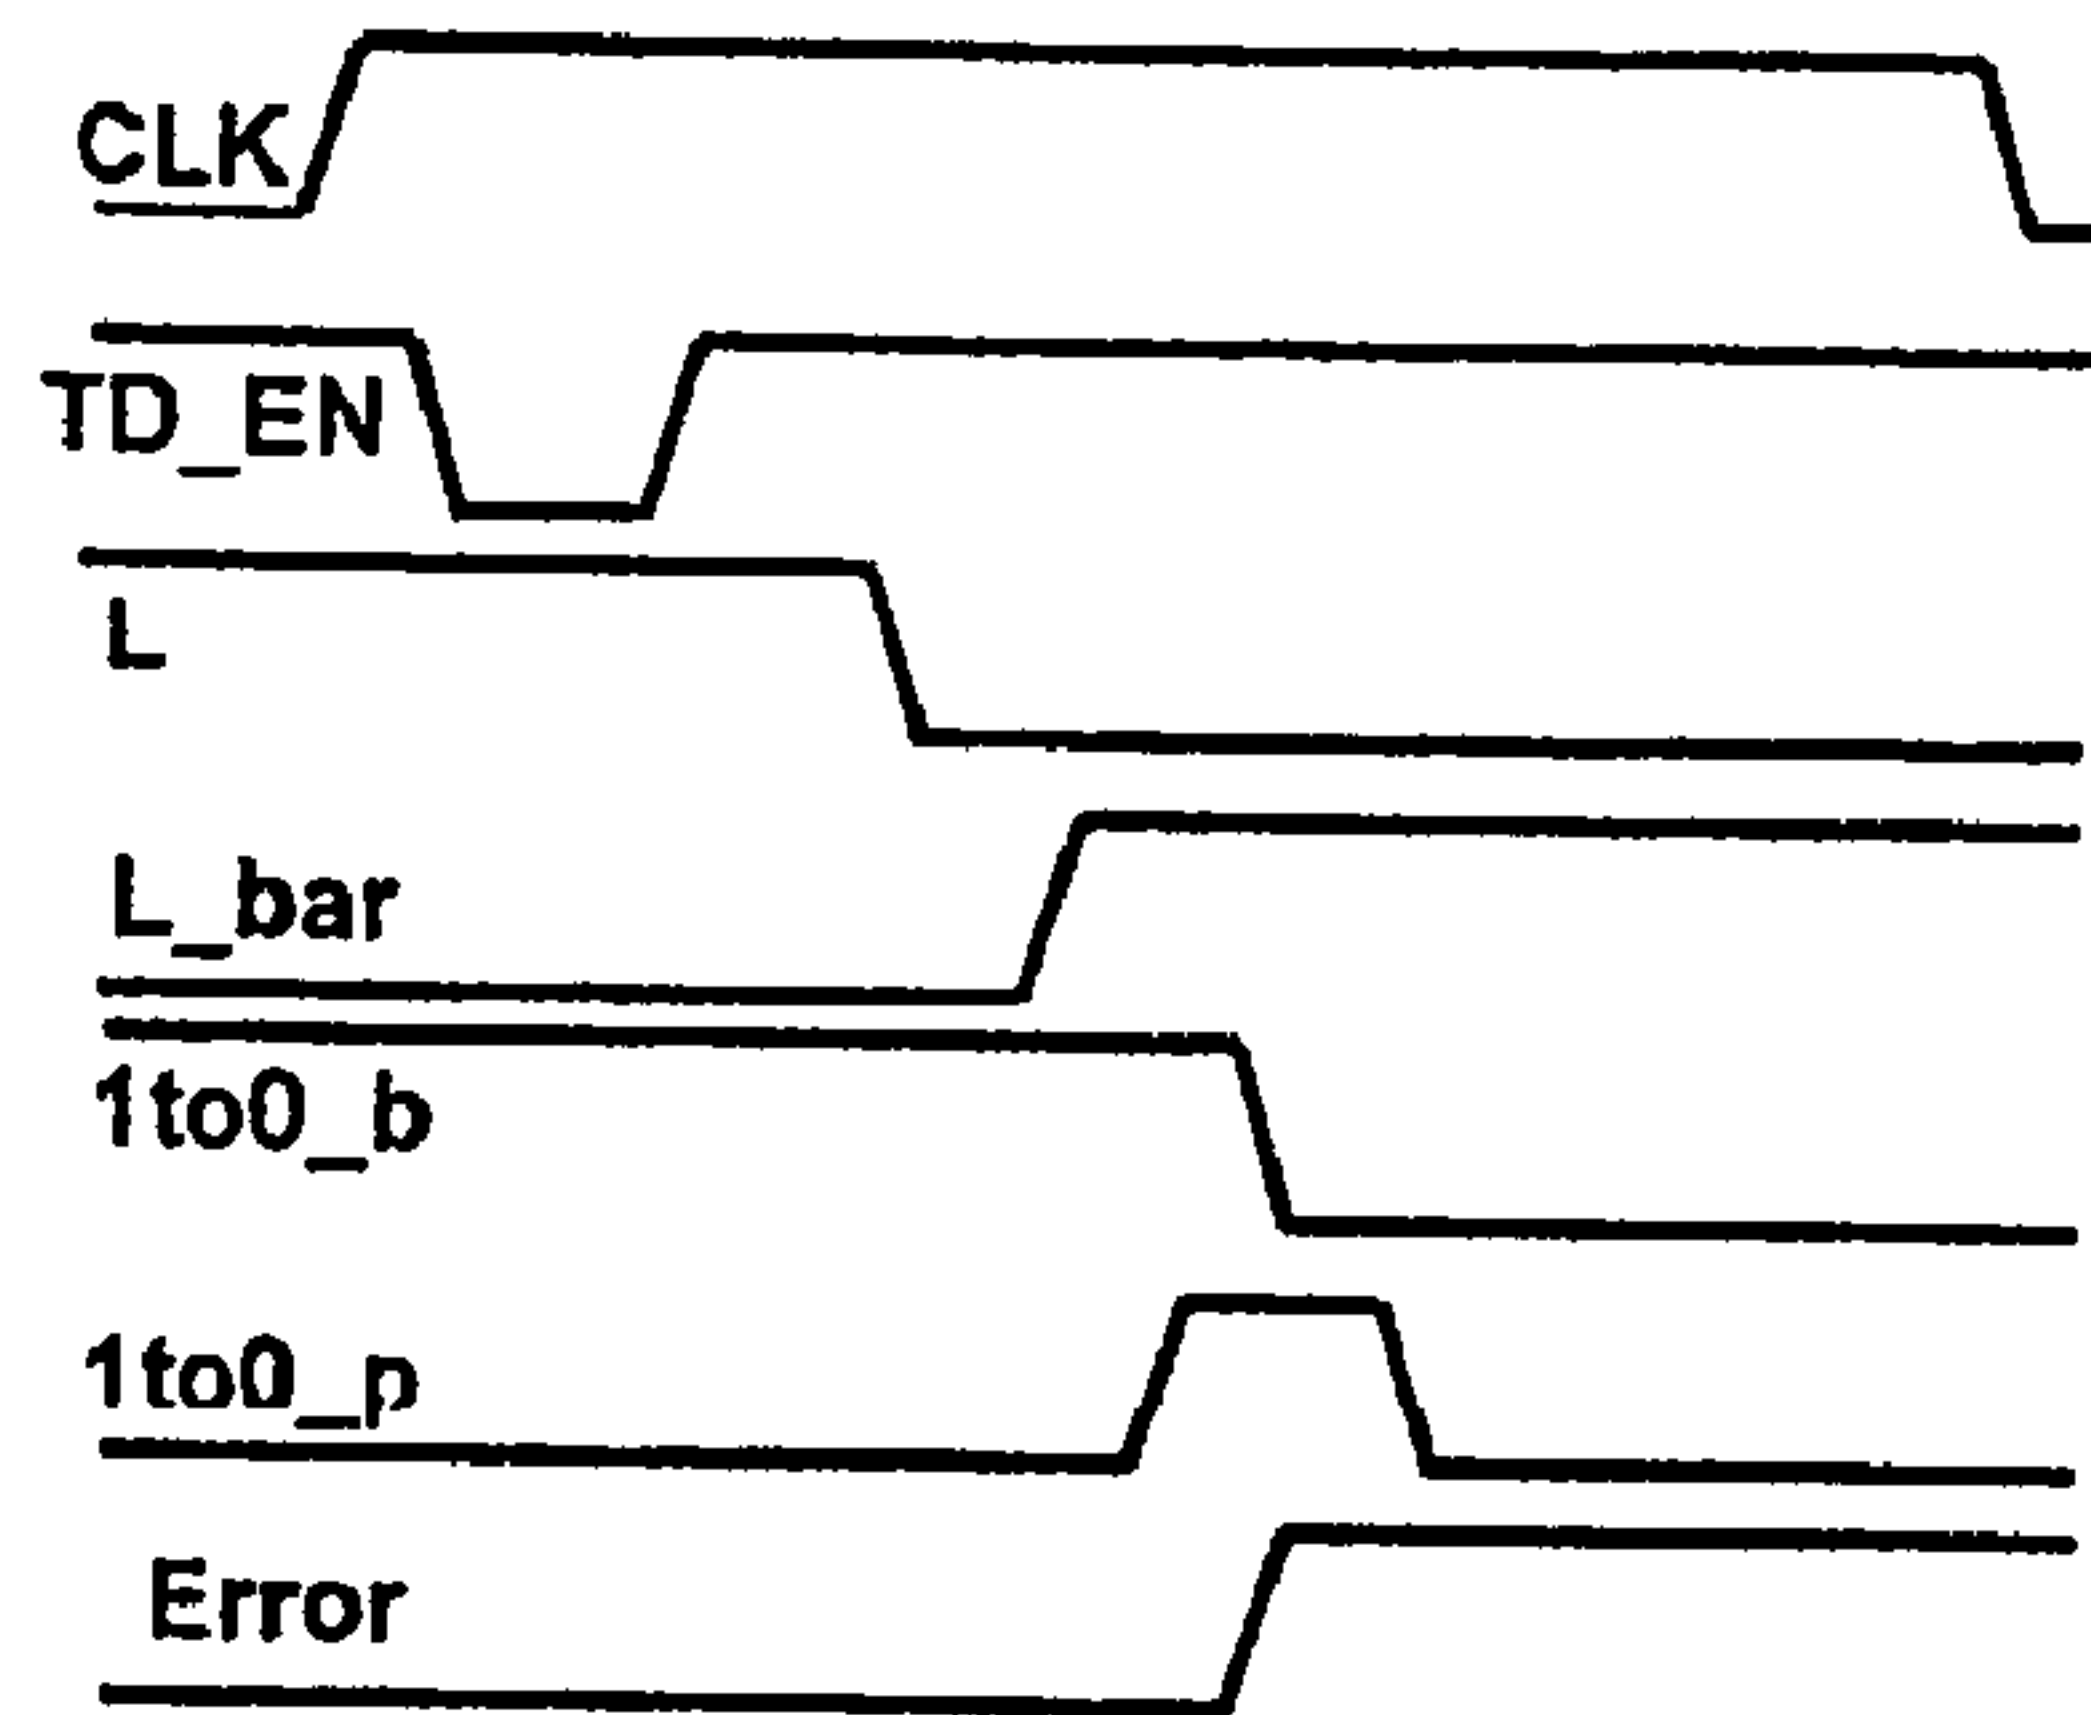 CLK
TD_EN
L
L_bar
1to0_b
1to0_p
Error